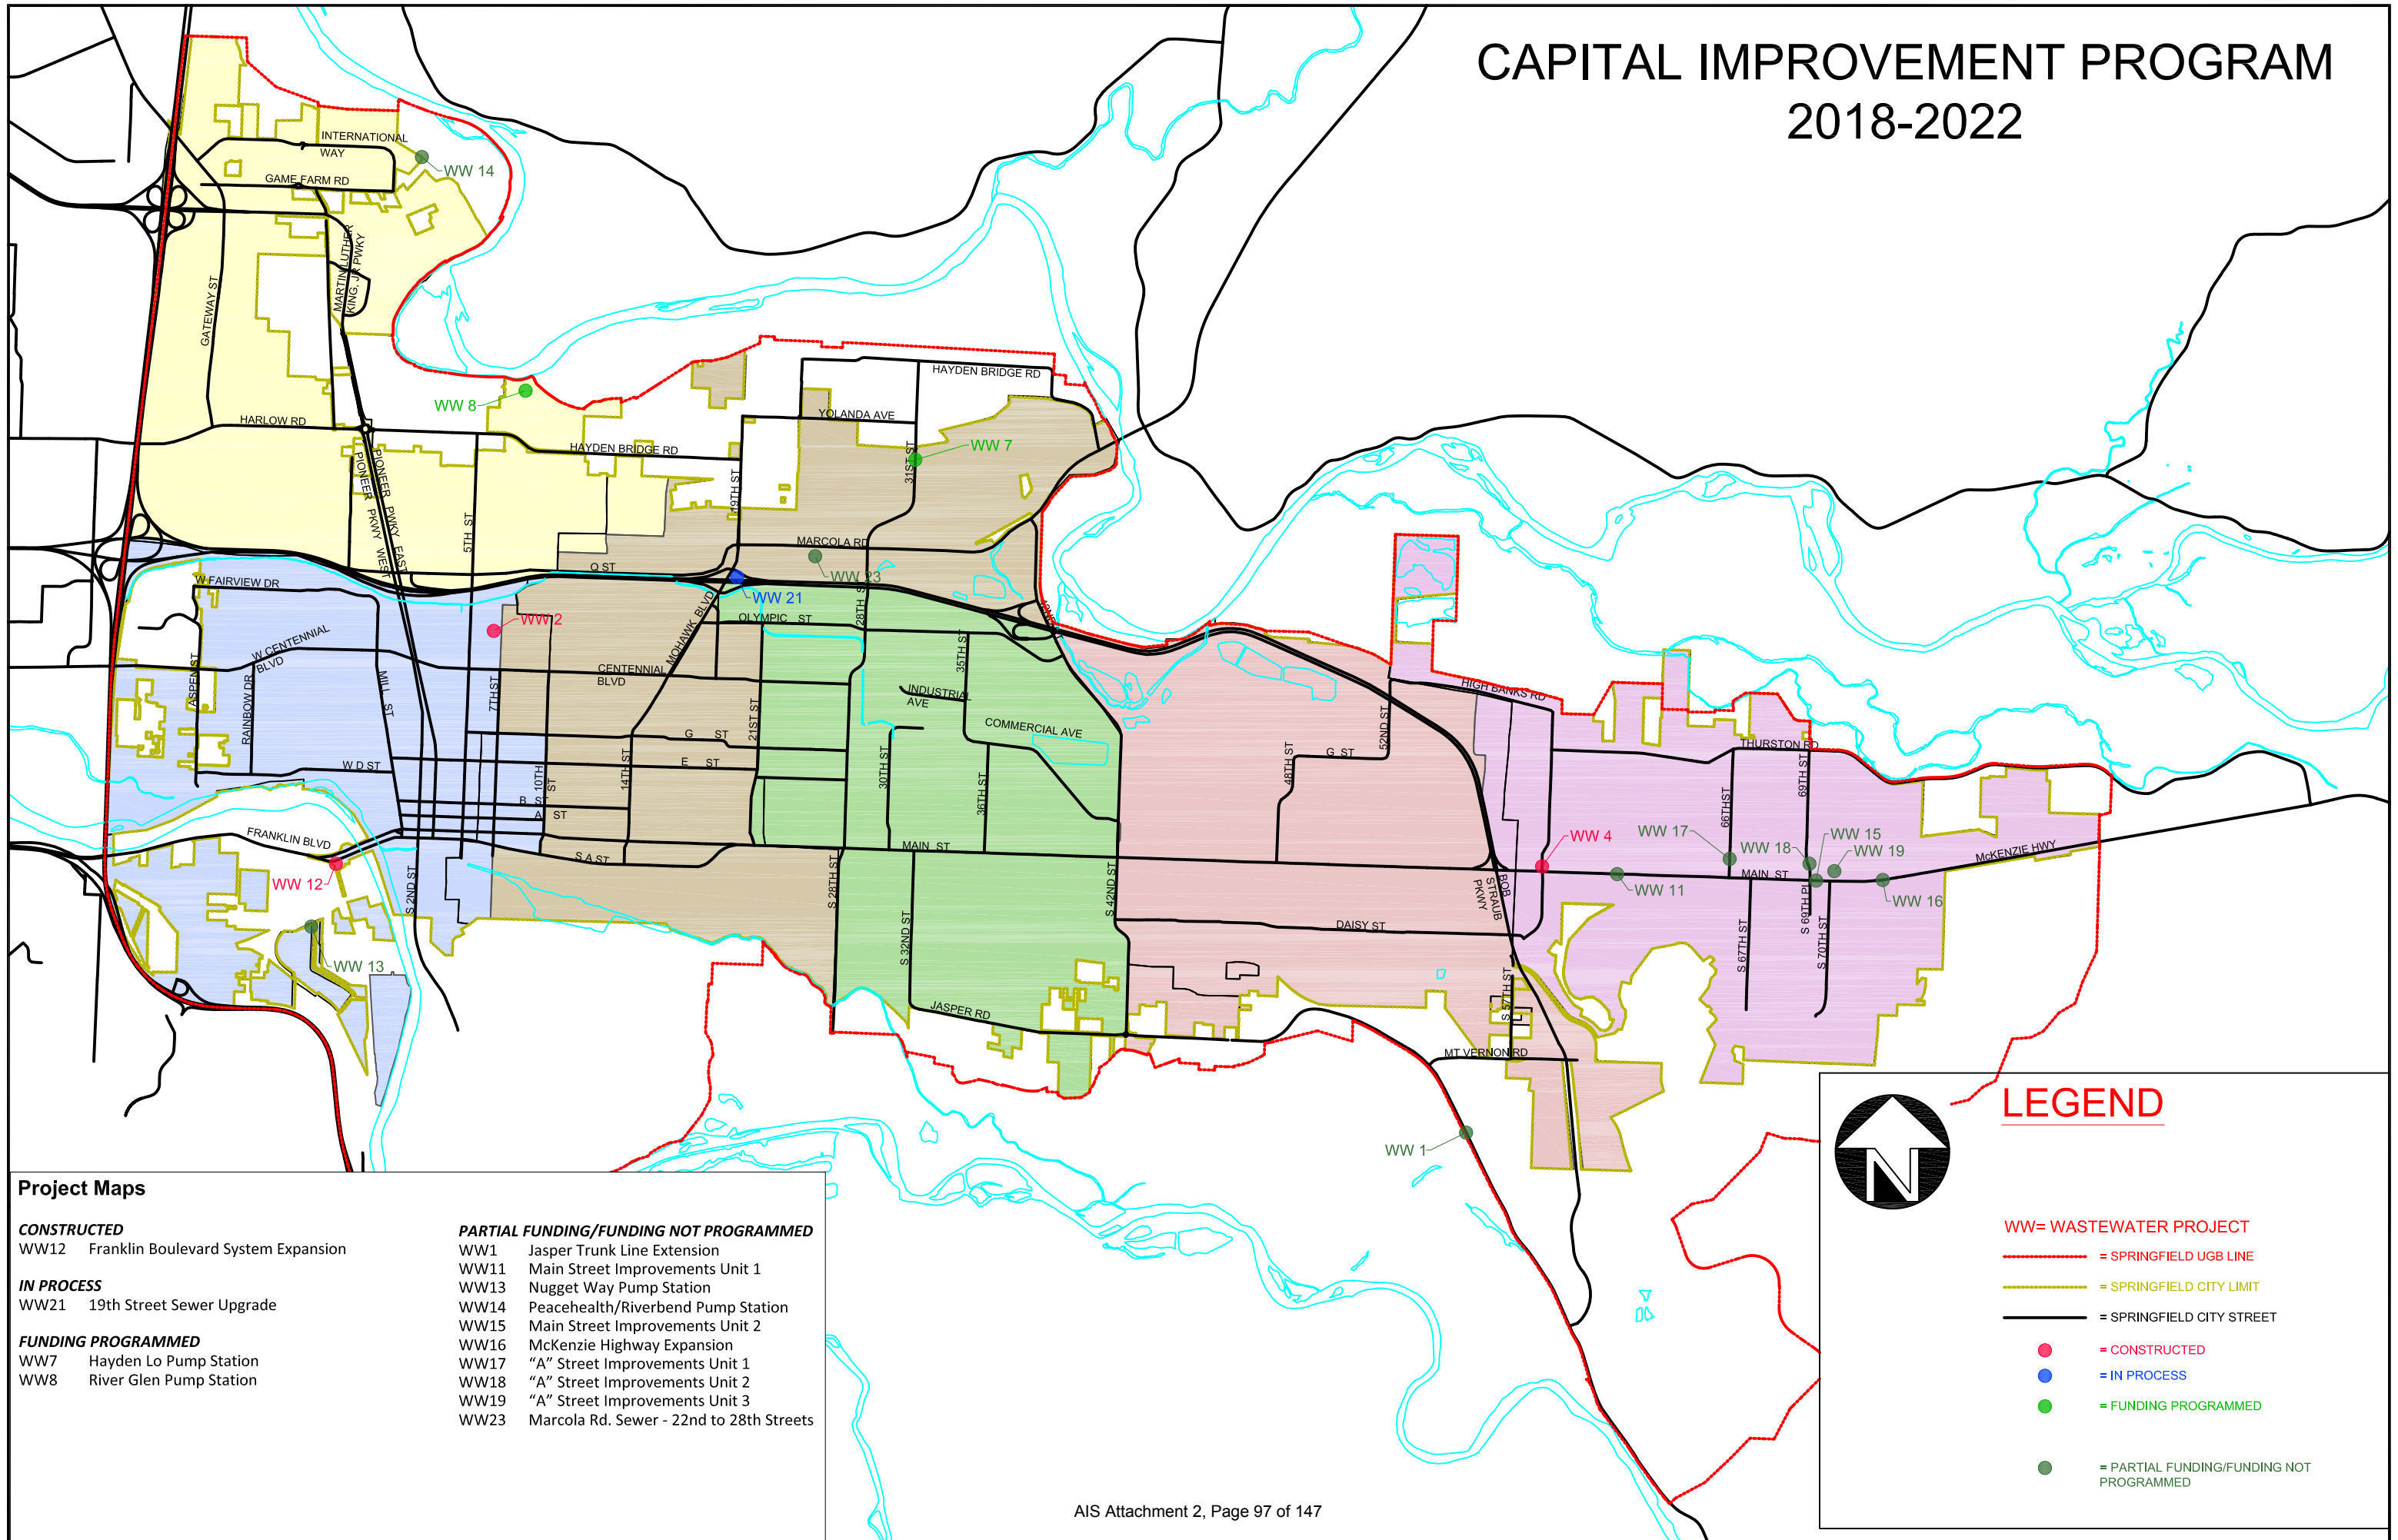 CAPITAL IMPROVEMENT PROGRAM
2018-2022
INTERNATIONAL
WAY
GAME FARM RD
WW 14
MARTIN LUTHER
KING, JR PWKY
GATEWAY ST
WW 8
HARLOW RD
HAYDEN BRIDGE RD
PIONEER PKWY WEST
PIONEER PWKY EAST
5TH ST
HAYDEN BRIDGE RD
YOLANDA AVE
WW 7
31ST ST
19TH ST
MARCOLA RD
WW 23
Q ST
WW 21
W FAIRVIEW DR
WW 2
MOHAWK BLVD
OLYMPIC ST
28TH S
42ND ST
35TH ST
W CENTENNIAL
BLVD
ASPEN ST
RAINBOW DR
MILL ST
7TH ST
CENTENNIAL
BLVD
21ST ST
INDUSTRIAL
AVE
COMMERCIAL AVE
HIGH BANKS RD
52ND ST
G ST
E ST
W D ST
10TH
ST
14TH ST
B ST
A ST
30TH ST
36TH ST
48TH ST
G ST
THURSTON RD
69TH ST
66TH ST
FRANKLIN BLVD
WW 12
S A ST
MAIN ST
S 2ND ST
S 28TH ST
S 32ND ST
S 42ND ST
WW 4
WW 17
WW 18
WW 15
WW 19
McKENZIE HWY
MAIN ST
WW 11
WW 16
BOB
STRAUB
PKWY
DAISY ST
S 67TH ST
S 69TH PL
S 70TH ST
WW 13
JASPER RD
S 57TH ST
MT VERNON RD
WW 1
Project Maps
CONSTRUCTED
WW12 Franklin Boulevard System Expansion
IN PROCESS
WW21 19th Street Sewer Upgrade
FUNDING PROGRAMMED
WW7 Hayden Lo Pump Station
WW8 River Glen Pump Station
PARTIAL FUNDING/FUNDING NOT PROGRAMMED
WW1 Jasper Trunk Line Extension
WW11 Main Street Improvements Unit 1
WW13 Nugget Way Pump Station
WW14 Peacehealth/Riverbend Pump Station
WW15 Main Street Improvements Unit 2
WW16 McKenzie Highway Expansion
WW17 “A” Street Improvements Unit 1
WW18 “A” Street Improvements Unit 2
WW19 “A” Street Improvements Unit 3
WW23 Marcola Rd. Sewer - 22nd to 28th Streets
LEGEND
N
WW= WASTEWATER PROJECT
= SPRINGFIELD UGB LINE
= SPRINGFIELD CITY LIMIT
= SPRINGFIELD CITY STREET
= CONSTRUCTED
= IN PROCESS
= FUNDING PROGRAMMED
= PARTIAL FUNDING/FUNDING NOT
PROGRAMMED
AIS Attachment 2, Page 97 of 147